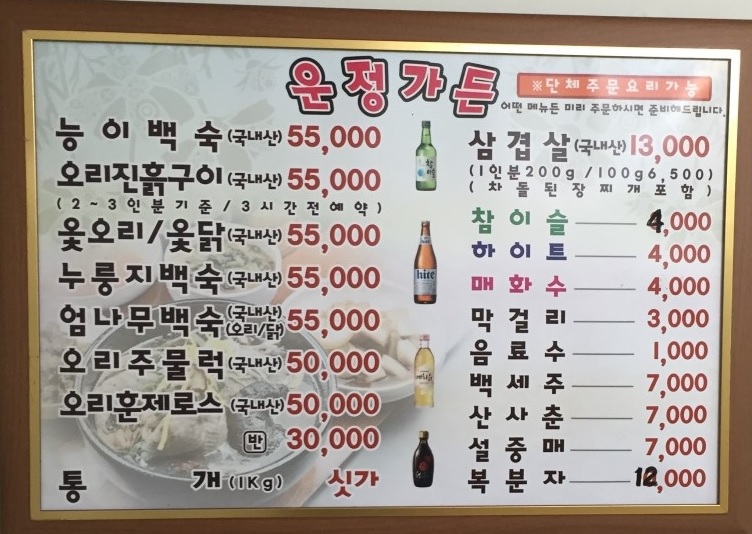 운정가든
※단체주문요리가능
어떤 메뉴든 미리 주문하시면 준비해드립니다.
능이백숙(국내산) 55,000
오리진흙구이(국내산) 55,000
(2~3인분기준/3시간전예약)
옻오리/옻닭(국내산) 55,000
누룽지백숙(국내산) 55,000
엄나무백숙(국내산)(오리/닭) 55,000
오리주물럭(국내산) 50,000
오리훈제로스(국내산) 50,000
반 30,000
통 개(1Kg) 싯가
삼겹살(국내산) 13,000
(1인분200g/100g6,500)
(차돌된장찌개포함)
참이슬 4,000
하이트 4,000
매화수 4,000
막걸리 3,000
음료수 1,000
백세주 7,000
산사춘 7,000
설중매 7,000
복분자 12,000
hite